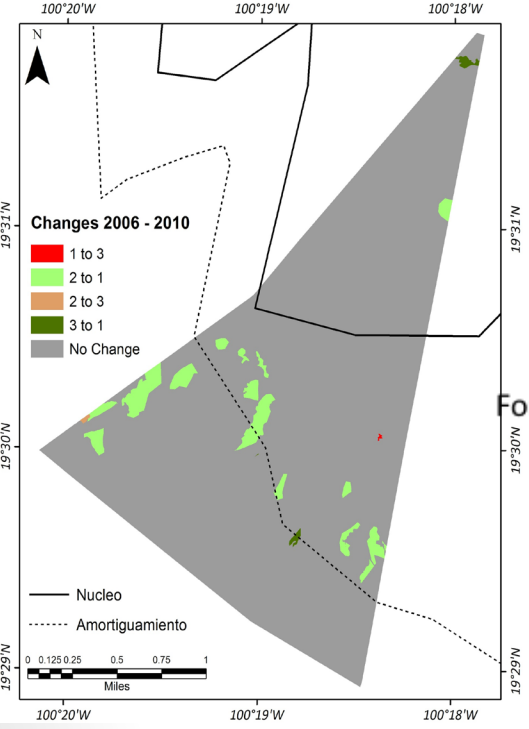 100°20'W 100°19'W 100°18'W
N
19°31'N 19°31'N
Changes 2006 - 2010
1 to 3
2 to 1
2 to 3
3 to 1
No Change
Fo
19°30'N 19°30'N
Nucleo
Amortiguamiento
0 0.125 0.25 0.5 0.75 1
Miles
19°29'N 19°29'N
100°20'W 100°19'W 100°18'W